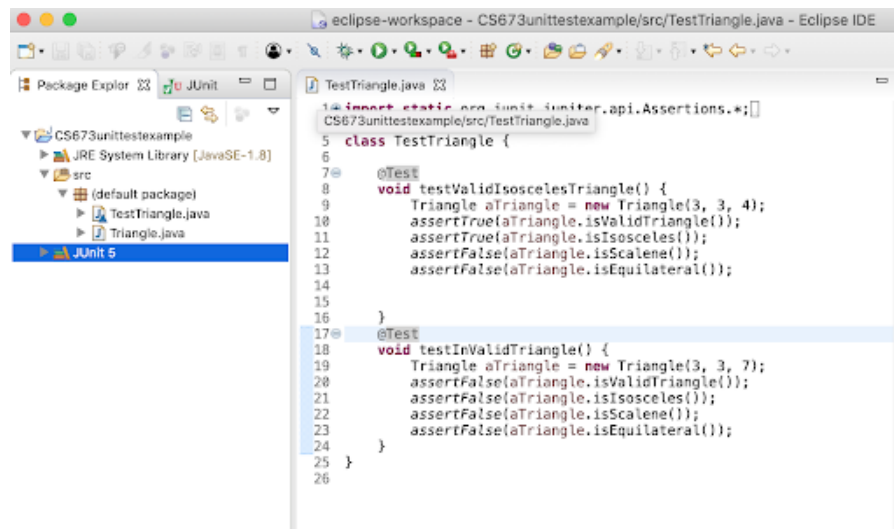 eclipse-workspace - CS673unittestexample/src/TestTriangle.java - Eclipse IDE
Package Explor JUnit
CS673unittestexample
JRE System Library [JavaSE-1.8]
src
(default package)
TestTriangle.java
Triangle.java
JUnit 5
TestTriangle.java
1 import static org.junit.jupiter.api.Assertions.*;
CS673unittestexample/src/TestTriangle.java
5 class TestTriangle {
6
7 @Test
8 void testValidIsoscelesTriangle() {
9 Triangle aTriangle = new Triangle(3, 3, 4);
10 assertTrue(aTriangle.isValidTriangle());
11 assertTrue(aTriangle.isIsosceles());
12 assertFalse(aTriangle.isScalene());
13 assertFalse(aTriangle.isEquilateral());
14
15
16 }
17 @Test
18 void testInValidTriangle() {
19 Triangle aTriangle = new Triangle(3, 3, 7);
20 assertFalse(aTriangle.isValidTriangle());
21 assertFalse(aTriangle.isIsosceles());
22 assertFalse(aTriangle.isScalene());
23 assertFalse(aTriangle.isEquilateral());
24 }
25 }
26